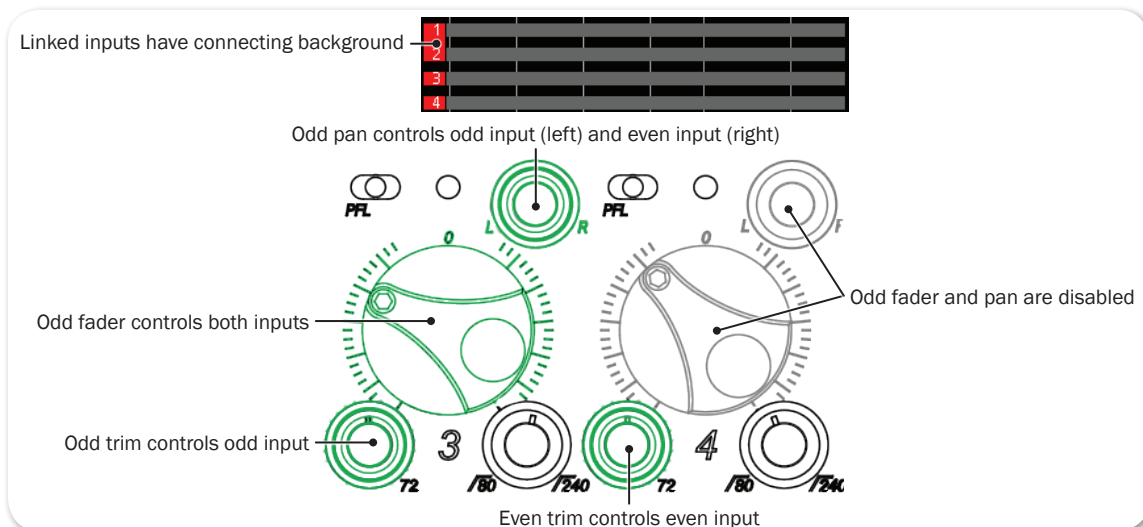 Linked inputs have connecting background
1
2
3
4
Odd pan controls odd input (left) and even input (right)
PFL
L
R
PFL
L
0
0
Odd fader controls both inputs
Odd fader and pan are disabled
Odd trim controls odd input
3
4
72
80
240
72
80
240
Even trim controls even input